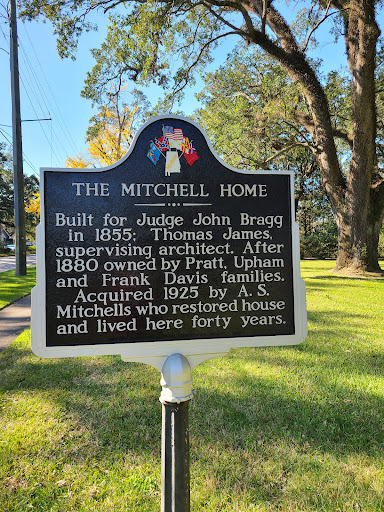 THE MITCHELL HOME
Built for Judge John Bragg
in 1855: Thomas James,
supervising architect. After
1880 owned by Pratt, Upham
and Frank Davis families.
Acquired 1925 by A. S.
Mitchells who restored house
and lived here forty years.